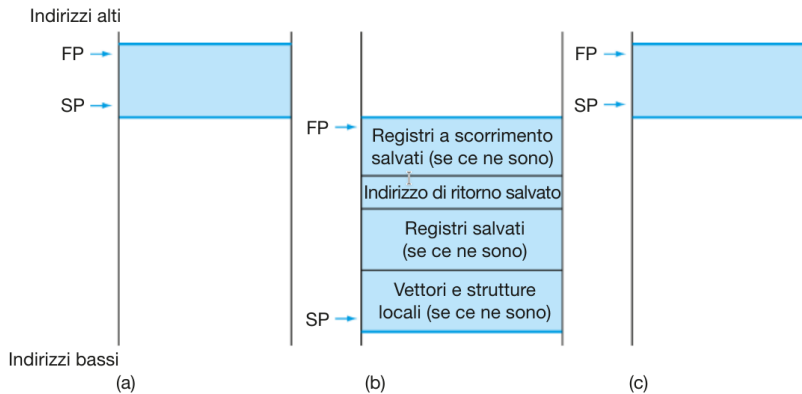 Indirizzi alti
FP
SP
Indirizzi bassi
(a)
FP
Registri a scorrimento
salvati (se ce ne sono)
Indirizzo di ritorno salvato
Registri salvati
(se ce ne sono)
Vettori e strutture
locali (se ce ne sono)
SP
(b)
FP
SP
(c)